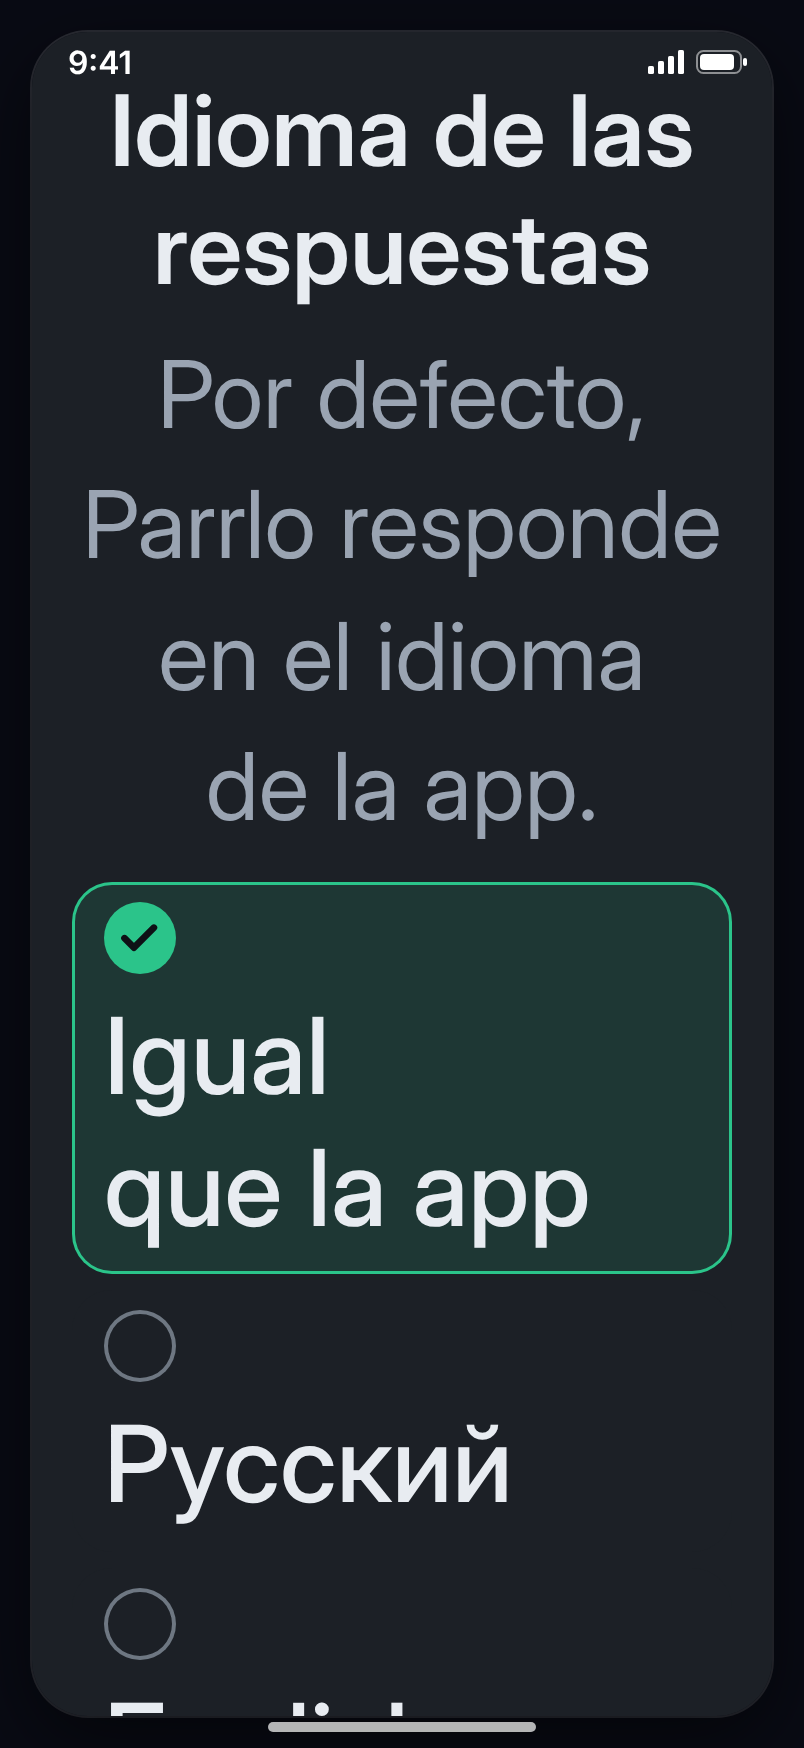 9:41
Idioma de las
respuestas
Por defecto,
Parrlo responde
en el idioma
de la app.
Igual
que la app
Русский